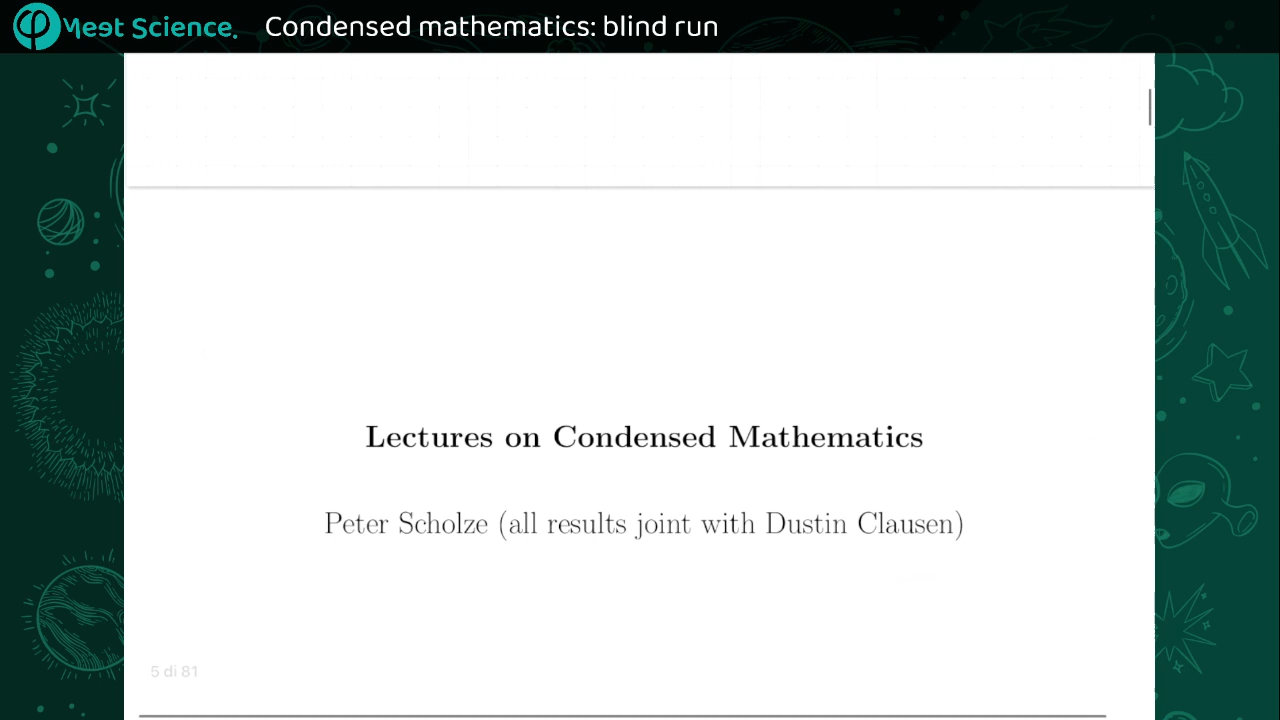 Meet Science.
Condensed mathematics: blind run
Lectures on Condensed Mathematics
Peter Scholze (all results joint with Dustin Clausen)
5 di 81